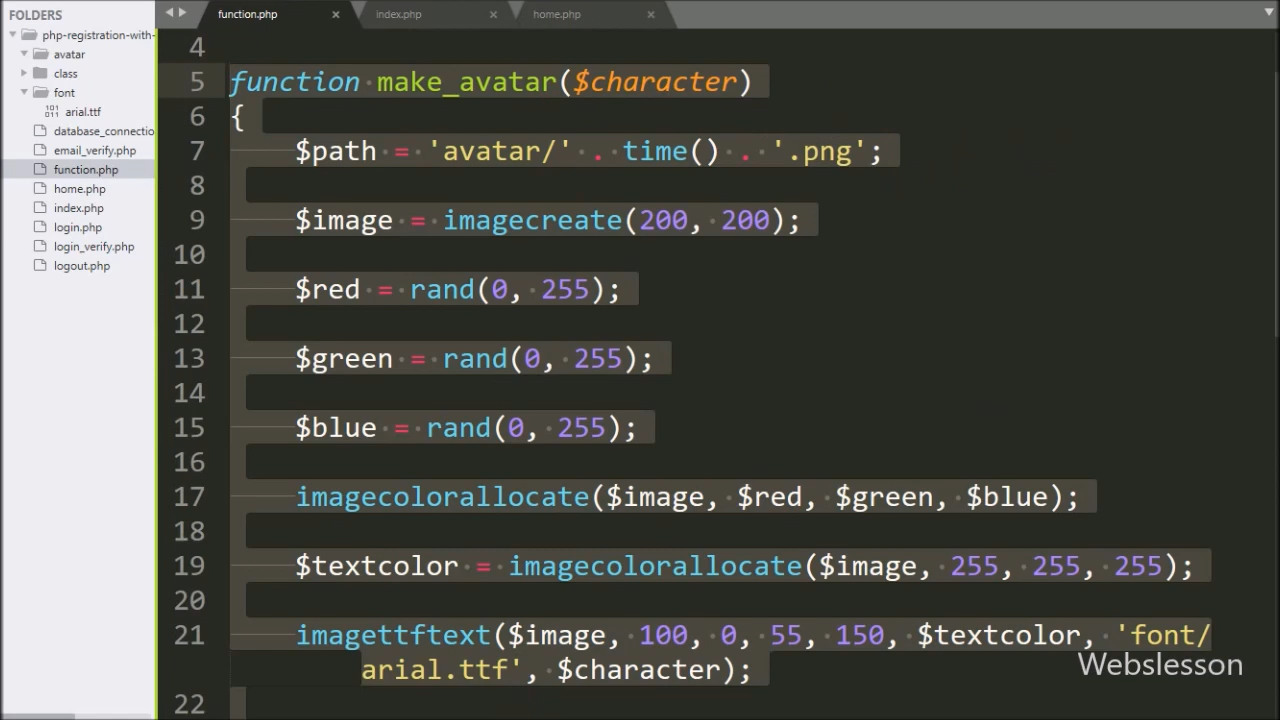 FOLDERS
php-registration-with-
avatar
class
font
arial.ttf
database_connectio
email_verify.php
function.php
home.php
index.php
login.php
login_verify.php
logout.php
function.php × index.php × home.php ×
4
5 function make_avatar($character)
6 {
7 $path = 'avatar/' . time() . '.png';
8
9 $image = imagecreate(200, 200);
10
11 $red = rand(0, 255);
12
13 $green = rand(0, 255);
14
15 $blue = rand(0, 255);
16
17 imagecolorallocate($image, $red, $green, $blue);
18
19 $textcolor = imagecolorallocate($image, 255, 255, 255);
20
21 imagettftext($image, 100, 0, 55, 150, $textcolor, 'font/
arial.ttf', $character);
22
Webslesson